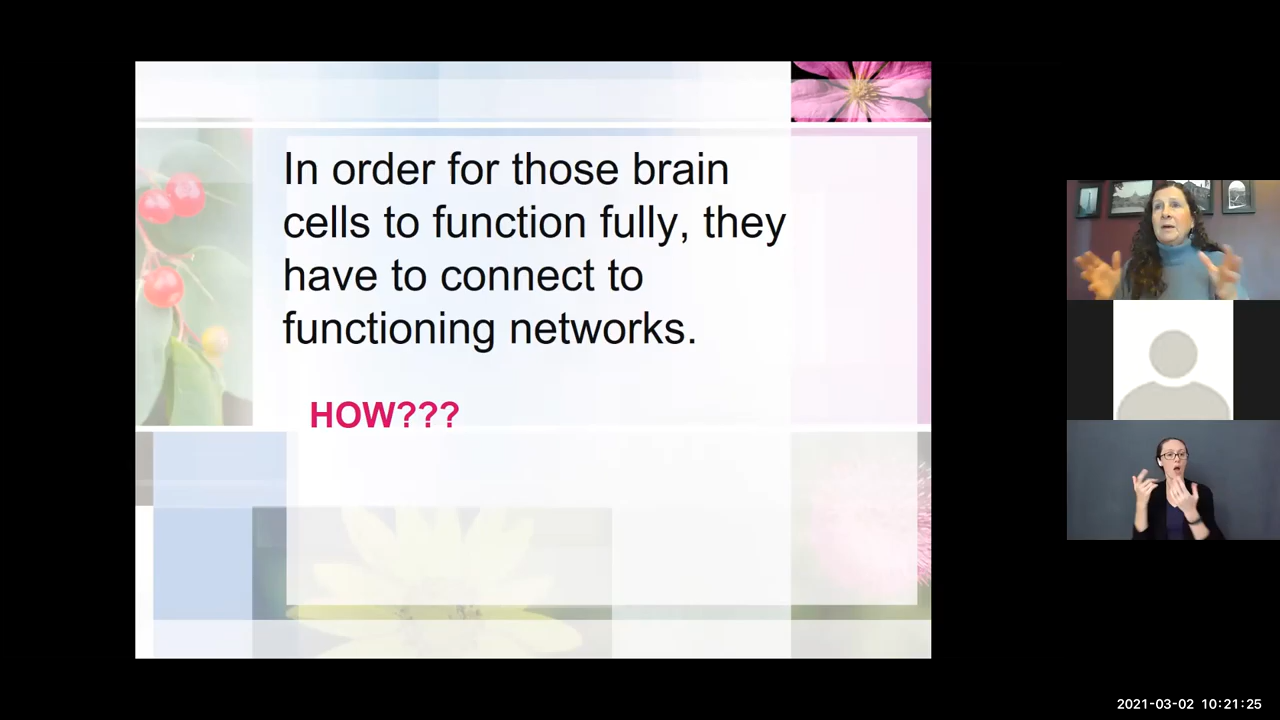 In order for those brain
cells to function fully, they
have to connect to
functioning networks.
HOW???
2021-03-02 10:21:25